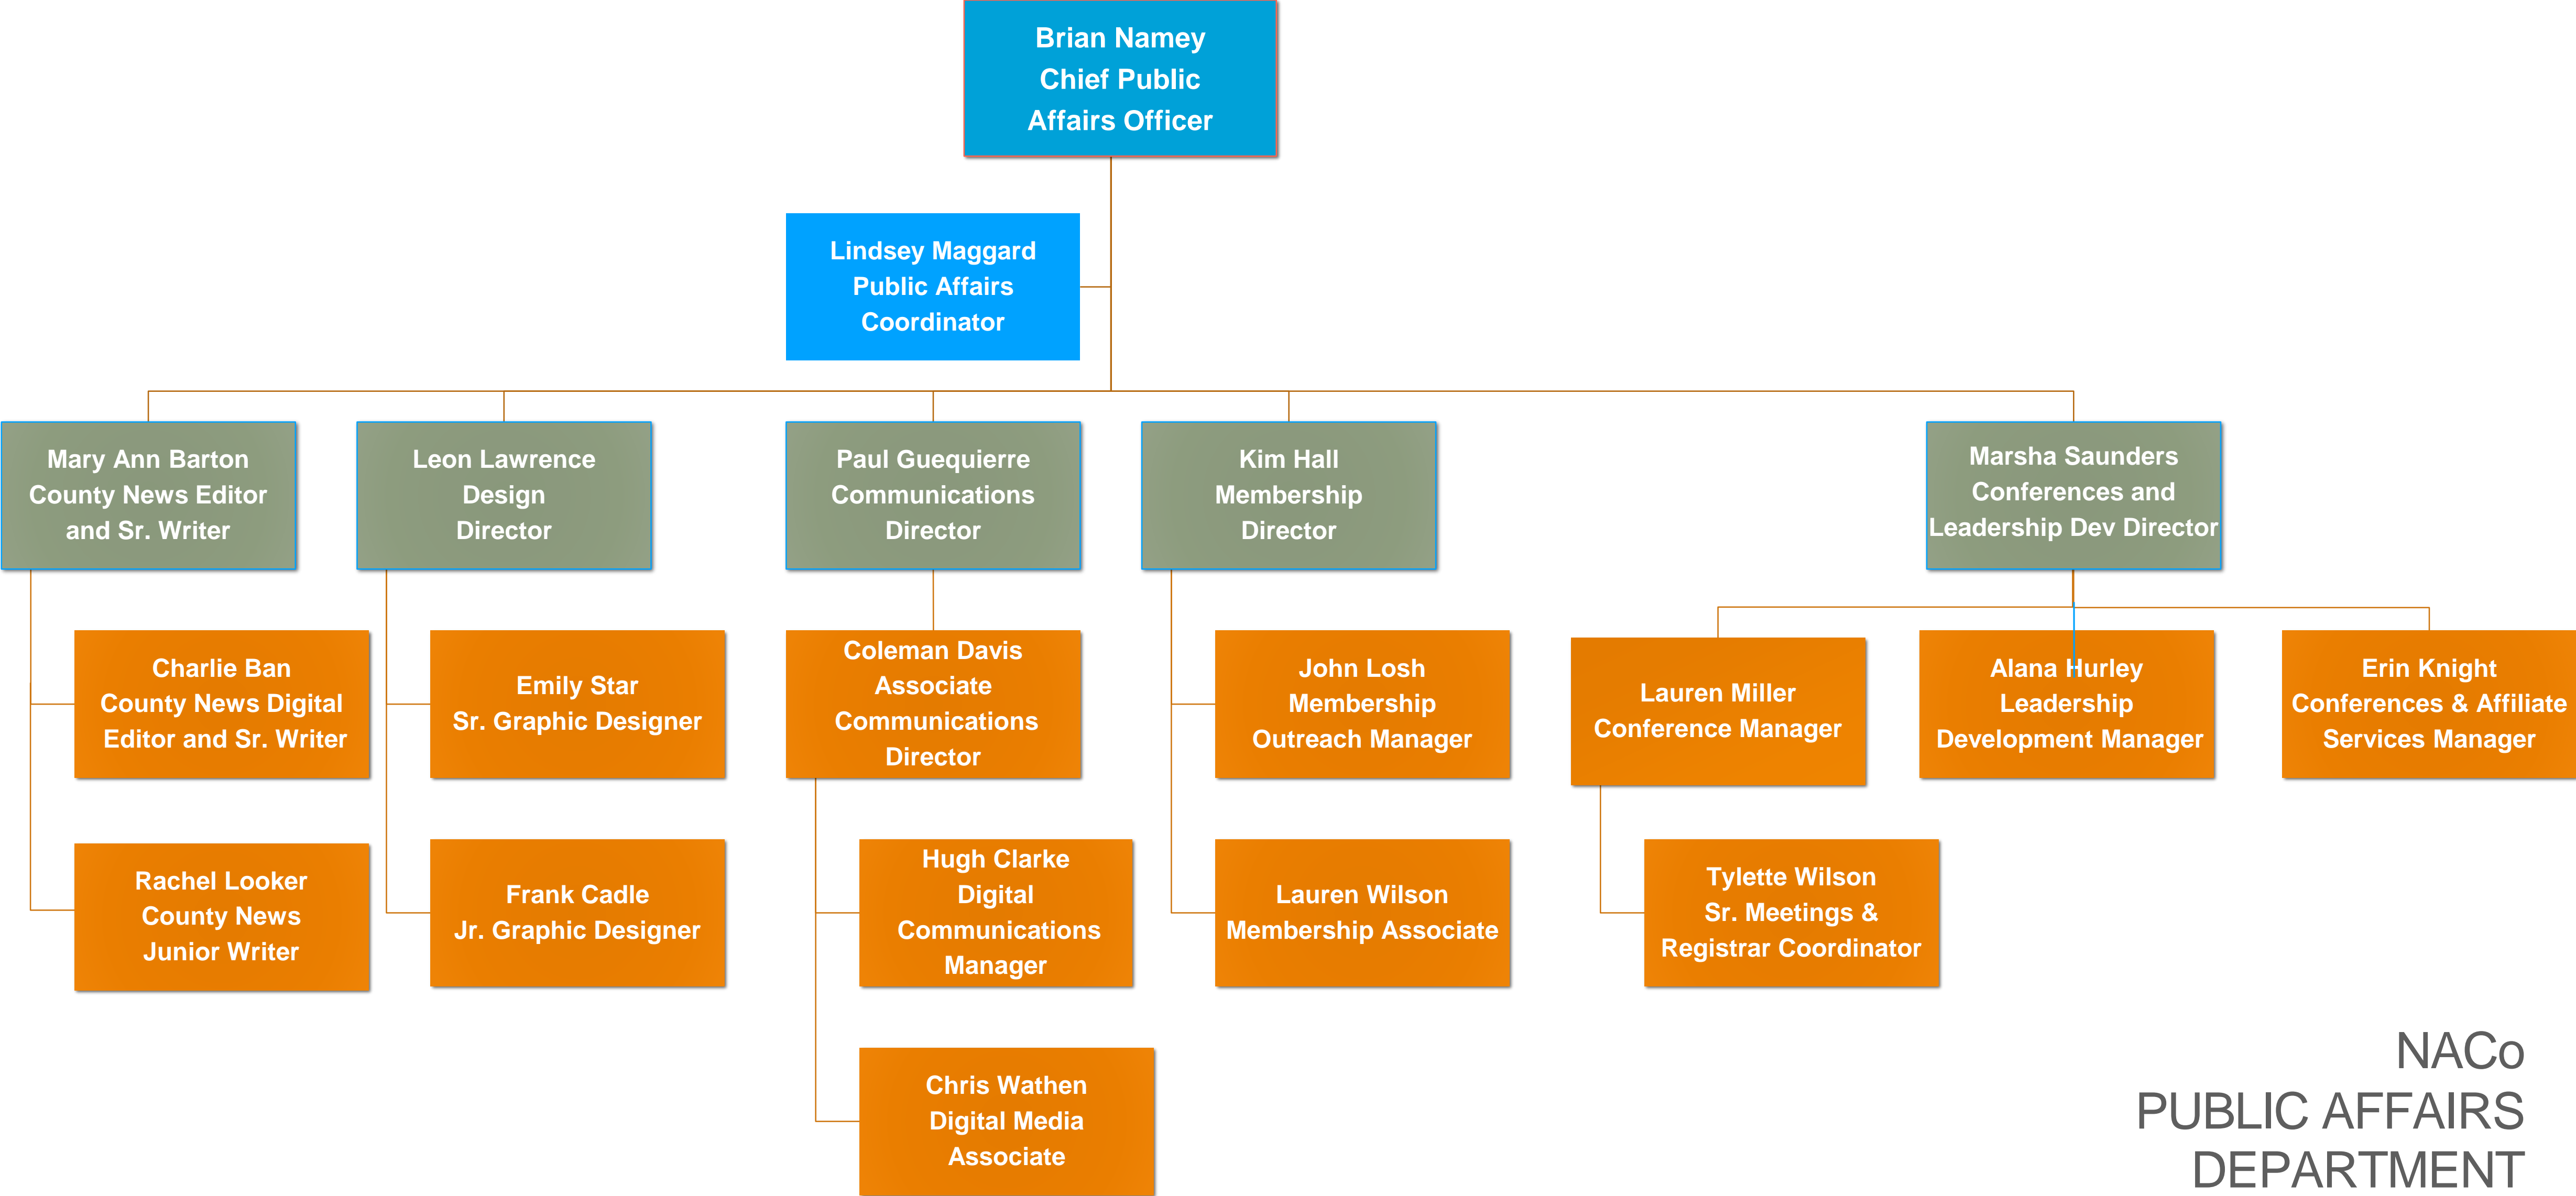 Brian Namey
Chief Public
Affairs Officer
Lindsey Maggard
Public Affairs
Coordinator
Mary Ann Barton
County News Editor
and Sr. Writer
Leon Lawrence
Design
Director
Paul Guequierre
Communications
Director
Kim Hall
Membership
Director
Marsha Saunders
Conferences and
Leadership Dev Director
Charlie Ban
County News Digital
Editor and Sr. Writer
Emily Star
Sr. Graphic Designer
Coleman Davis
Associate
Communications
Director
John Losh
Membership
Outreach Manager
Lauren Miller
Conference Manager
Alana Hurley
Leadership
Development Manager
Erin Knight
Conferences & Affiliate
Services Manager
Rachel Looker
County News
Junior Writer
Frank Cadle
Jr. Graphic Designer
Hugh Clarke
Digital
Communications
Manager
Lauren Wilson
Membership Associate
Tylette Wilson
Sr. Meetings &
Registrar Coordinator
Chris Wathen
Digital Media
Associate
NACo
PUBLIC AFFAIRS
DEPARTMENT